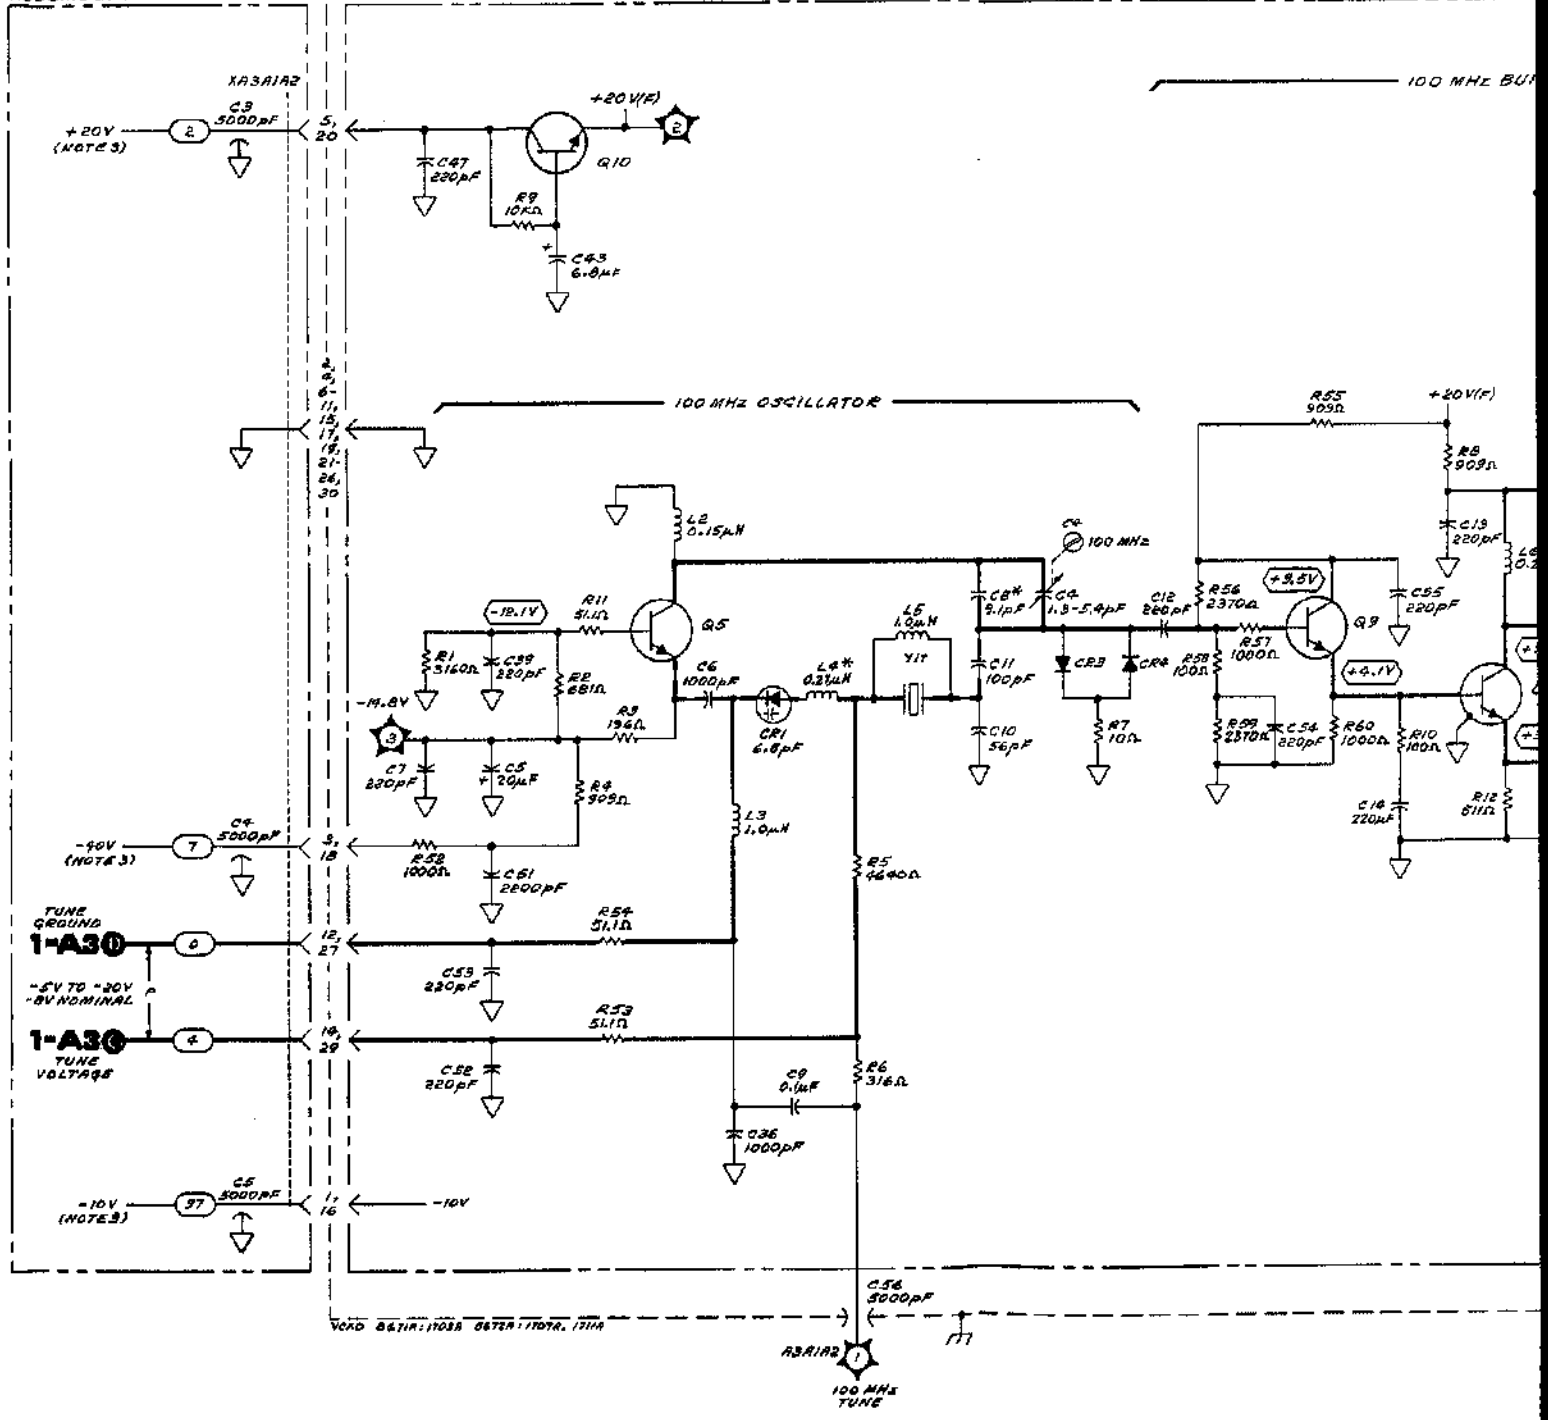 100 MHz BU
XA3A1A2
C3
5000pF
+20V
(NOTE 3)
2
5,
20
+20V(F)
2
Q10
C47
220pF
R9
10KΩ
+
C43
6.8µF
2,
4,
6-
11,
15,
17,
19,
21-
26,
30
100 MHz OSCILLATOR
R55
909Ω
+20V(F)
R8
909Ω
C13
220pF
L2
0.15µH
C4
100 MHz
C8*
9.1pF
C4
1.3-5.4pF
C12
220pF
R56
2370Ω
+9.5V
C55
220pF
Q9
-12.1V
R11
51.1Ω
Q5
L5
1.0µH
Y1†
R1
3160Ω
C39
220pF
R2
681Ω
C6
1000pF
L4*
0.22µH
C11
100pF
CR3
CR4
R58
100Ω
R57
1000Ω
+4.1V
-14.8V
3
R3
196Ω
CR1
6.8pF
C10
56pF
R7
10Ω
R59
2370Ω
C54
220pF
R60
1000Ω
R10
100Ω
C7
220pF
+
C5
20µF
R4
909Ω
L3
1.0µH
C14
220µF
R12
511Ω
-40V
(NOTE 3)
7
C4
5000pF
3,
18
R52
1000Ω
C51
2200pF
R5
4640Ω
TUNE
GROUND
1-A3
6
12,
27
R54
51.1Ω
C53
220pF
-5V TO -20V
-8V NOMINAL
1-A3
4
14,
29
R53
51.1Ω
TUNE
VOLTAGE
C52
220pF
R6
316Ω
C9
0.1µF
C36
1000pF
-10V
(NOTE 3)
97
C5
5000pF
1,
16
-10V
C56
5000pF
A3A1A2
1
100 MHz
TUNE